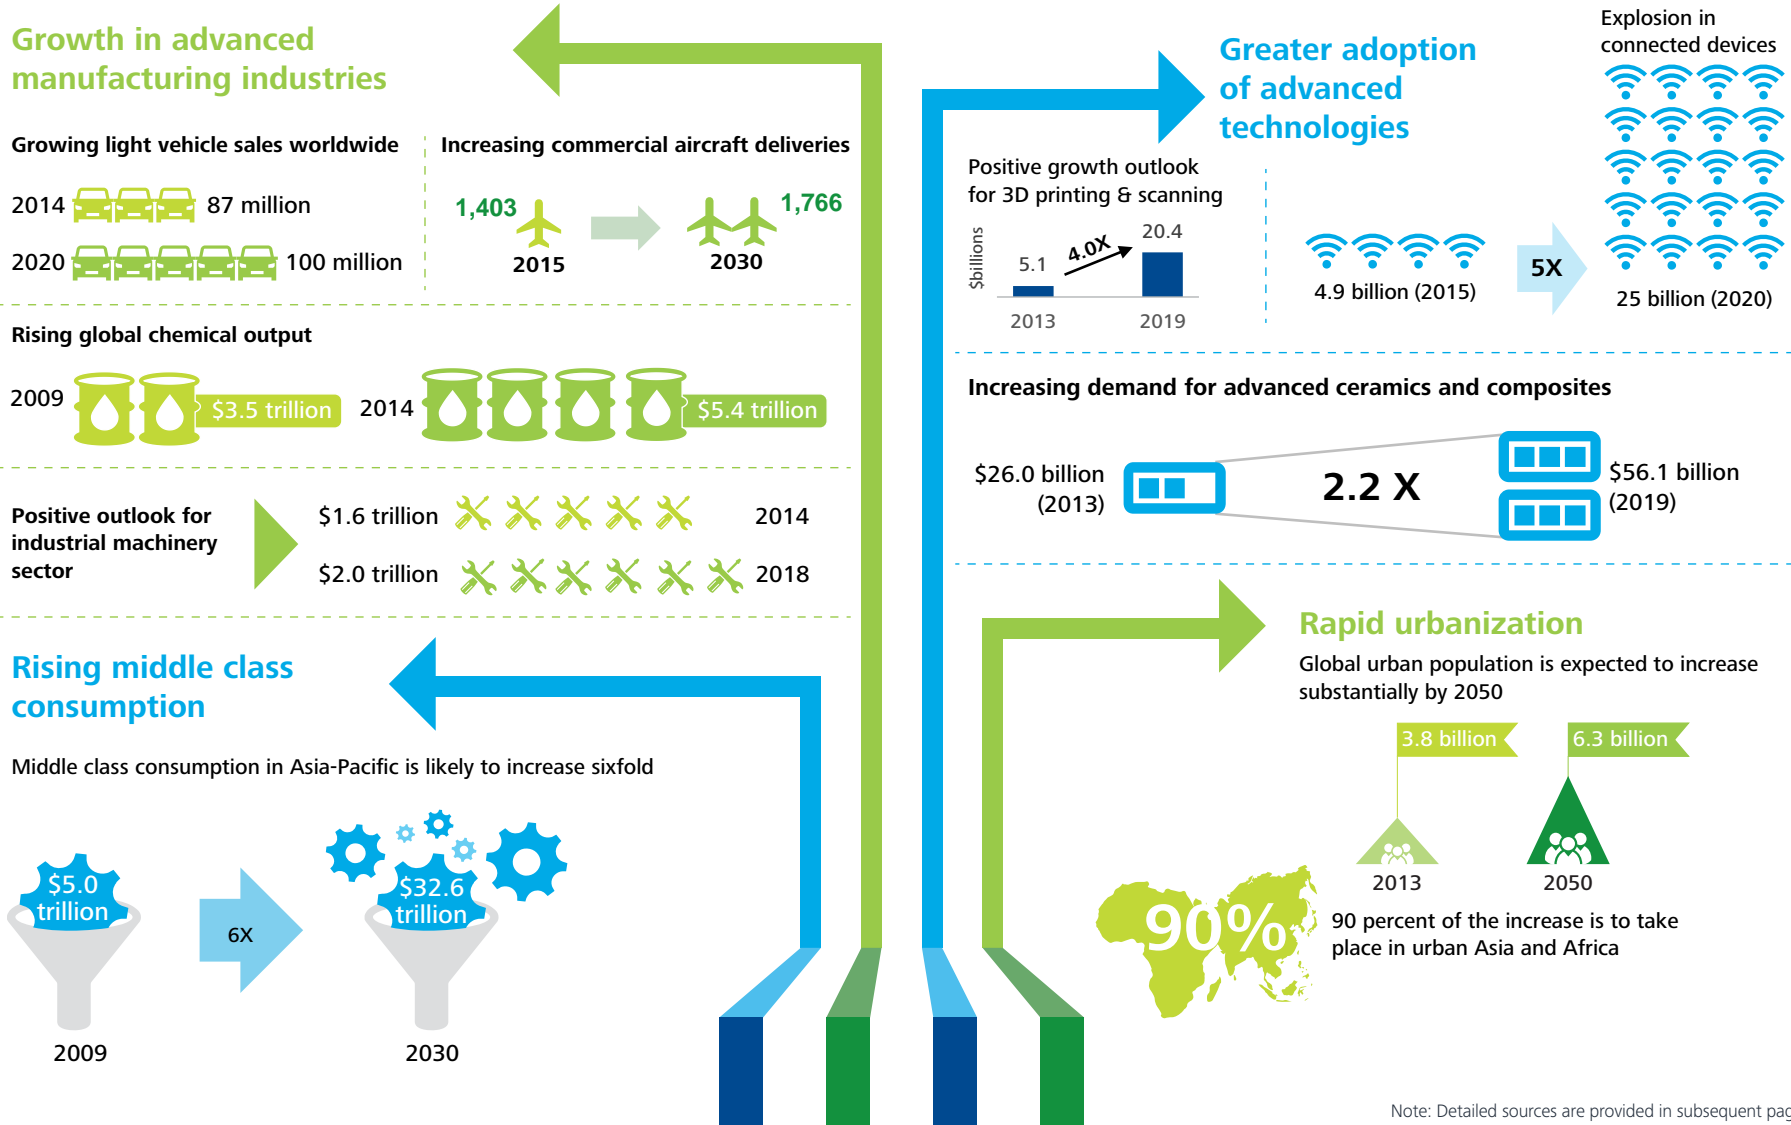 Growth in advanced
manufacturing industries
Growing light vehicle sales worldwide
2014
87 million
2020
100 million
Increasing commercial aircraft deliveries
1,403
2015
1,766
2030
Rising global chemical output
2009
$3.5 trillion
2014
$5.4 trillion
Positive outlook for
industrial machinery
sector
$1.6 trillion
2014
$2.0 trillion
2018
Rising middle class
consumption
Middle class consumption in Asia-Pacific is likely to increase sixfold
$5.0
trillion
2009
6X
$32.6
trillion
2030
Greater adoption
of advanced
technologies
Positive growth outlook
for 3D printing & scanning
$billions
5.1
4.0X
20.4
2013
2019
Explosion in
connected devices
4.9 billion (2015)
5X
25 billion (2020)
Increasing demand for advanced ceramics and composites
$26.0 billion
(2013)
2.2 X
$56.1 billion
(2019)
Rapid urbanization
Global urban population is expected to increase
substantially by 2050
3.8 billion
2013
6.3 billion
2050
90%
90 percent of the increase is to take
place in urban Asia and Africa
Note: Detailed sources are provided in subsequent pag